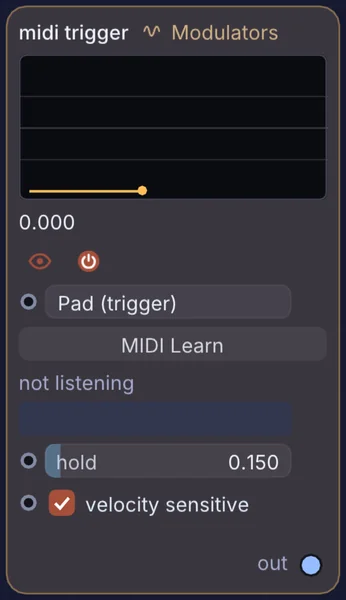 midi trigger Modulators
0.000
Pad (trigger)
MIDI Learn
not listening
hold 0.150
velocity sensitive
out